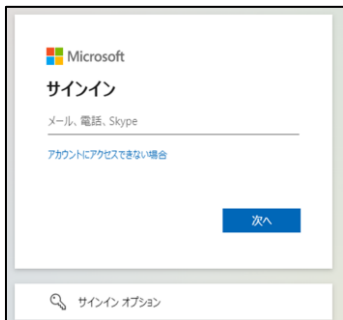 Microsoft
サインイン
メール、電話、Skype
アカウントにアクセスできない場合
次へ
サインイン オプション